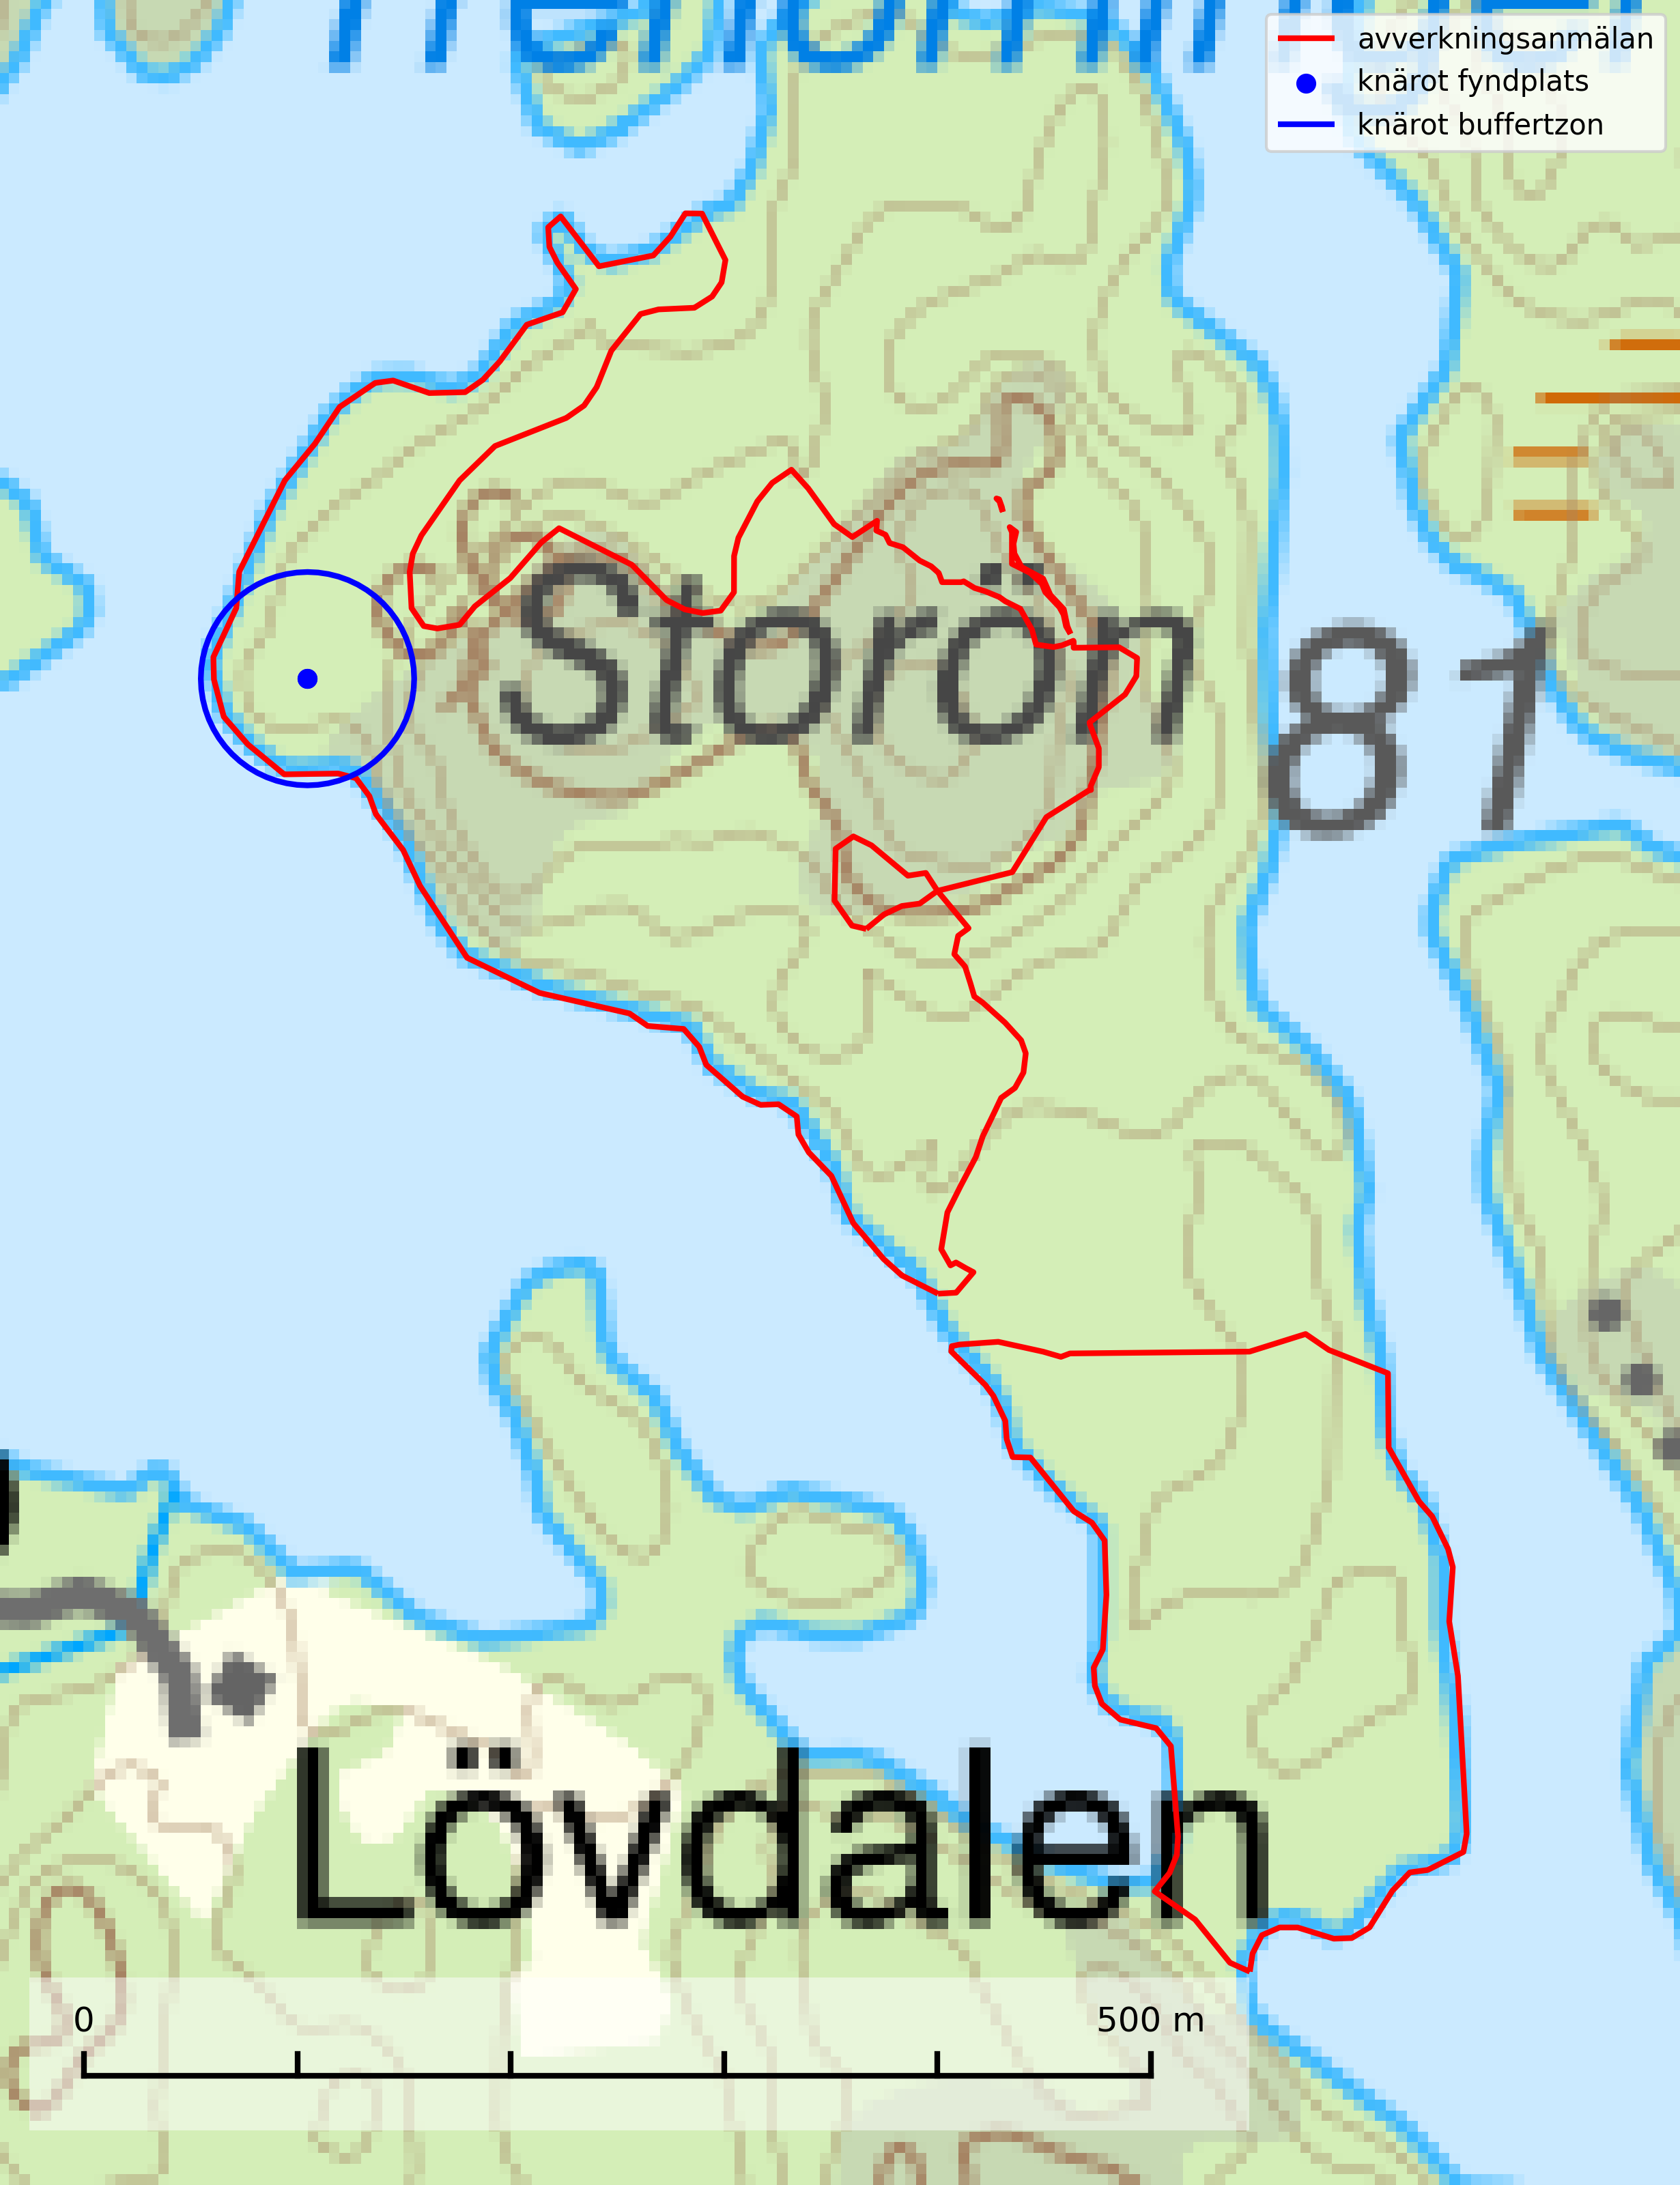 avverkningsanmälan
knärot fyndplats
knärot buffertzon
Storön
81
Lövdalen
0 500 m